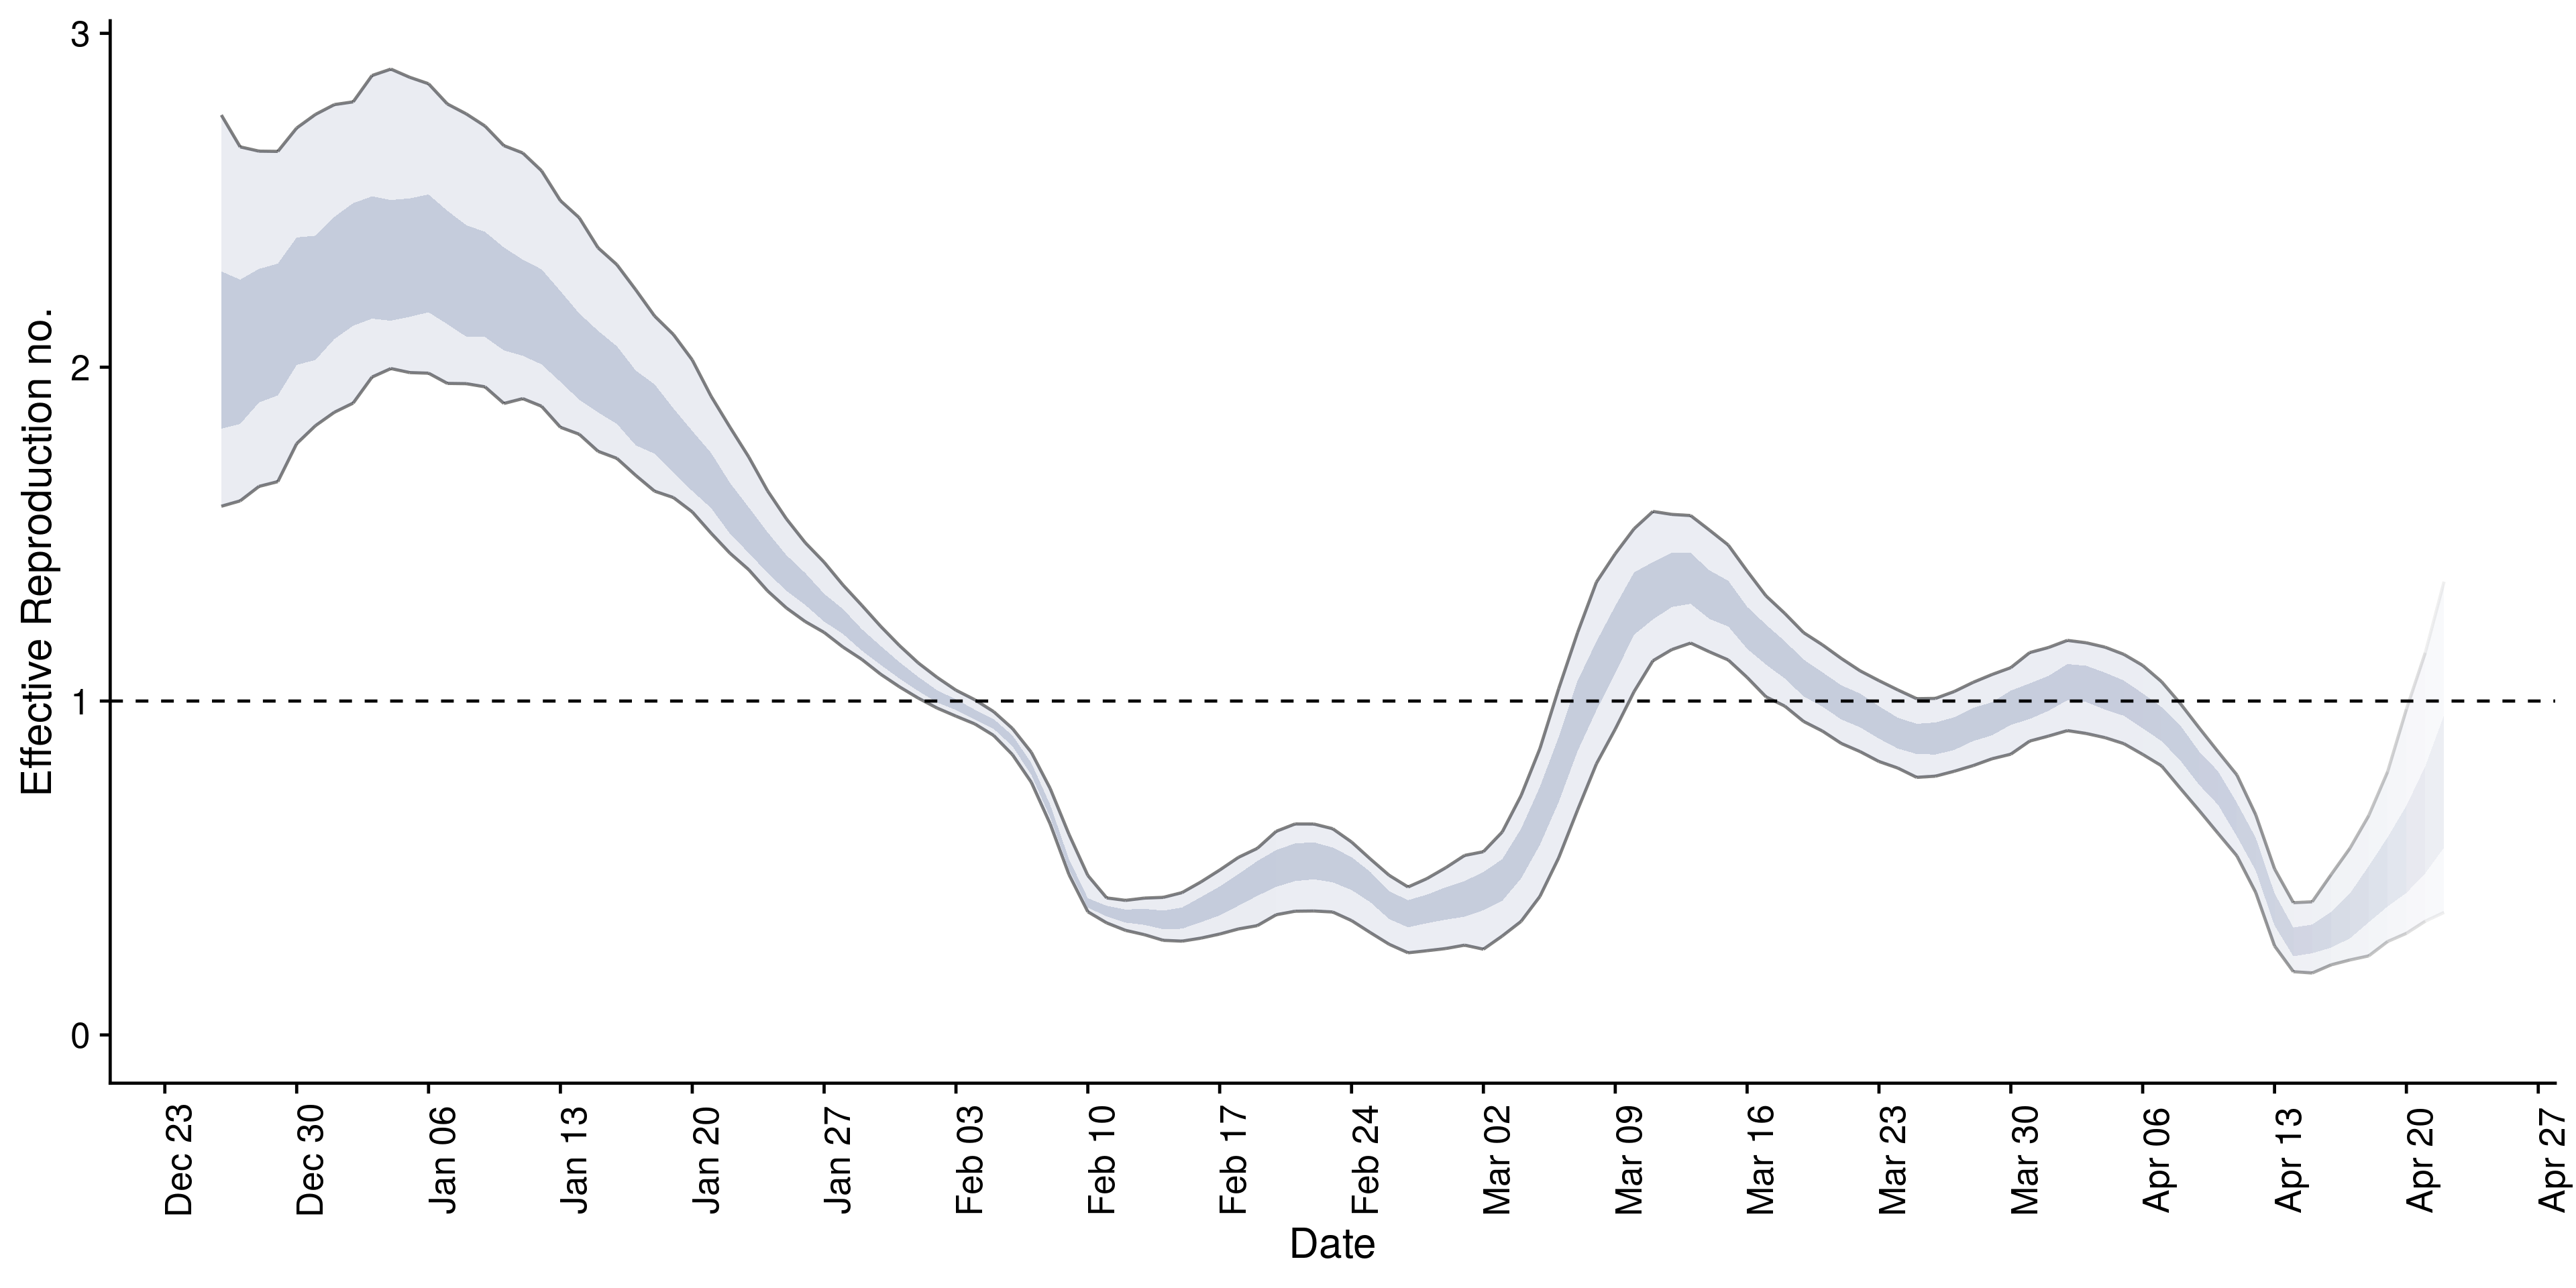 Effective Reproduction no.
3
2
1
0
Dec 23
Dec 30
Jan 06
Jan 13
Jan 20
Jan 27
Feb 03
Feb 10
Feb 17
Feb 24
Mar 02
Mar 09
Mar 16
Mar 23
Mar 30
Apr 06
Apr 13
Apr 20
Apr 27
Date